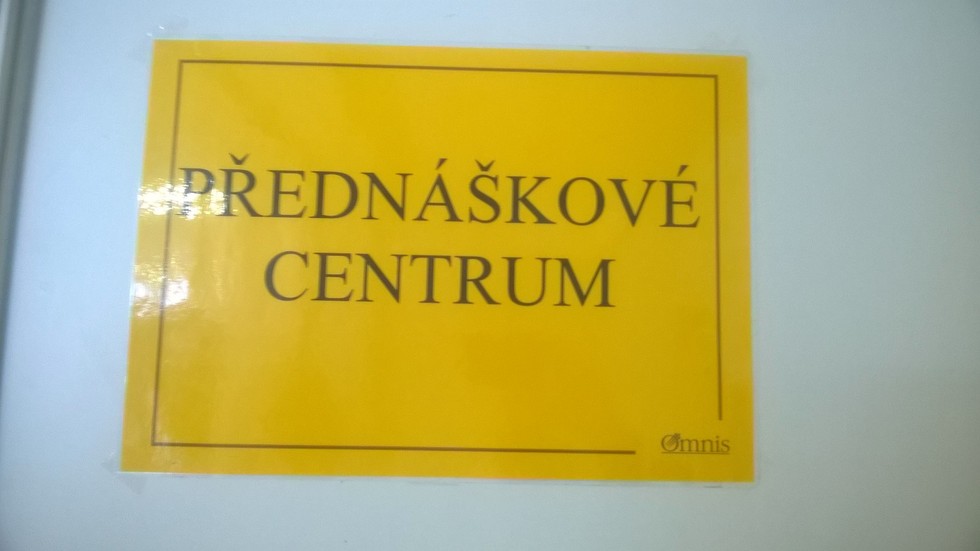 PŘEDNÁŠKOVÉ
CENTRUM
Omnis